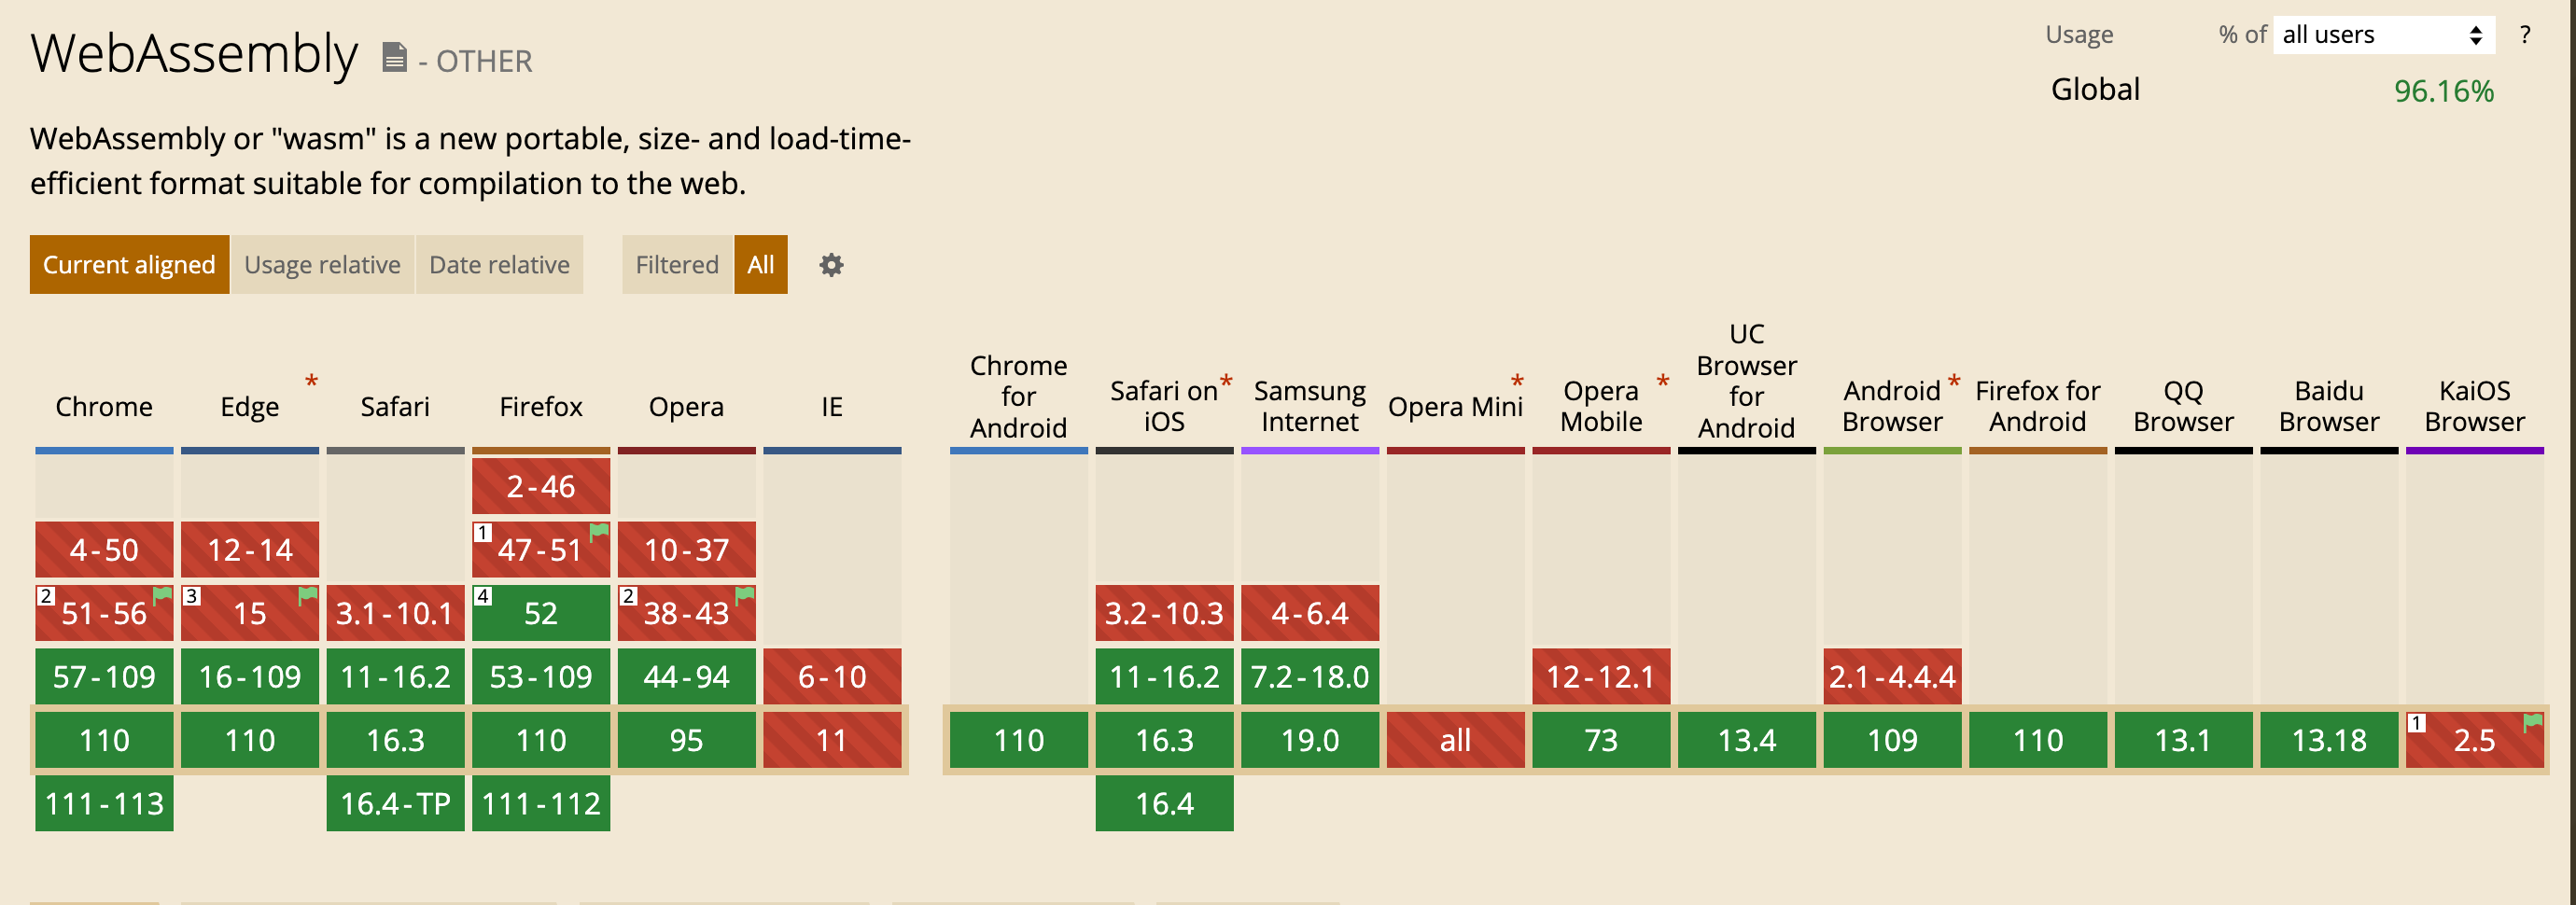 WebAssembly - OTHER
Usage % of all users ?
Global 96.16%
WebAssembly or "wasm" is a new portable, size- and load-time-
efficient format suitable for compilation to the web.
Current aligned Usage relative Date relative Filtered All
Chrome
Edge *
Safari
Firefox
Opera
IE
Chrome
for
Android
Safari on *
iOS
Samsung
Internet
Opera Mini *
Opera *
Mobile
UC
Browser
for
Android
Android *
Browser
Firefox for
Android
QQ
Browser
Baidu
Browser
KaiOS
Browser
2-46
4-50 12-14 1 47-51 10-37
2 51-56 3 15 3.1-10.1 4 52 2 38-43 3.2-10.3 4-6.4
57-109 16-109 11-16.2 53-109 44-94 6-10 11-16.2 7.2-18.0 12-12.1 2.1-4.4.4
110 110 16.3 110 95 11 110 16.3 19.0 all 73 13.4 109 110 13.1 13.18 1 2.5
111-113 16.4-TP 111-112 16.4